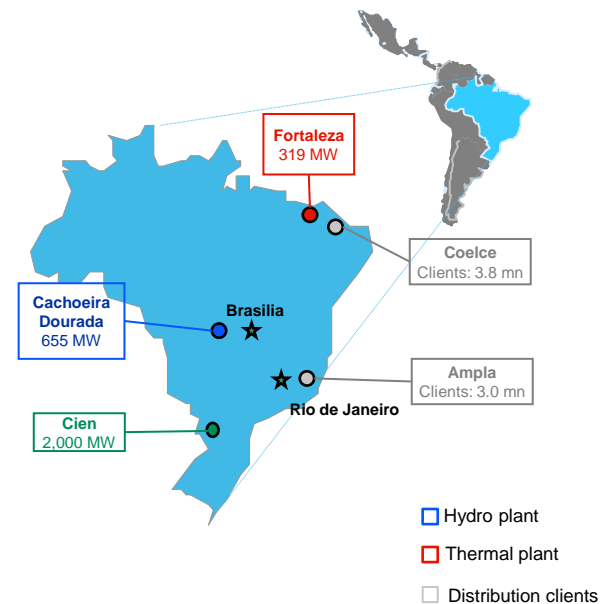 Fortaleza
319 MW
Coelce
Clients: 3.8 mn
Cachoeira
Dourada
655 MW
Brasilia
Ampla
Clients: 3.0 mn
Rio de Janeiro
Cien
2,000 MW
Hydro plant
Thermal plant
Distribution clients